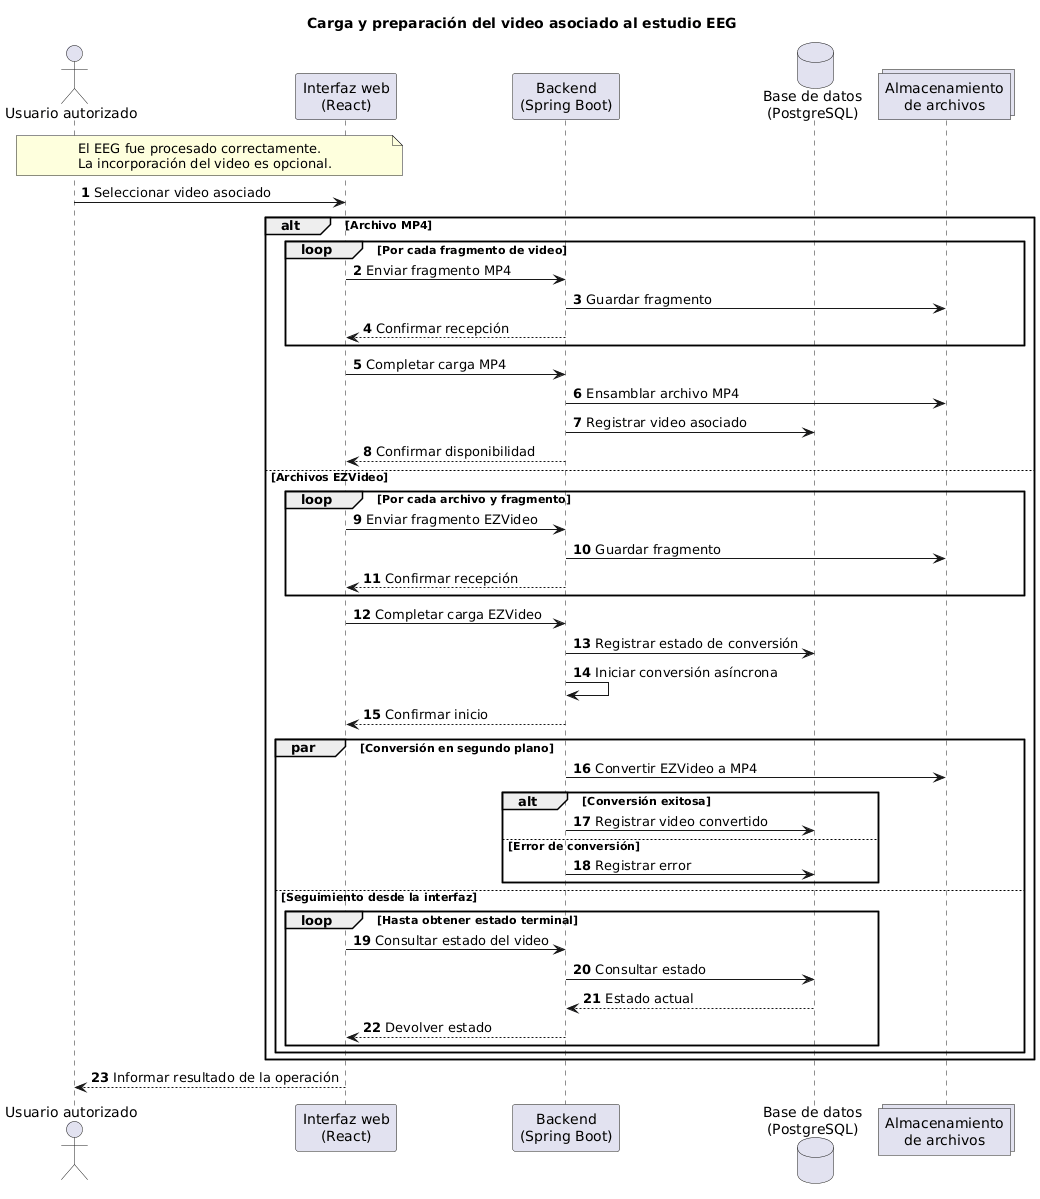 Carga y preparación del video asociado al estudio EEG
Usuario autorizado
Interfaz web
(React)
Backend
(Spring Boot)
Base de datos
(PostgreSQL)
Almacenamiento
de archivos
El EEG fue procesado correctamente.
La incorporación del video es opcional.
1 Seleccionar video asociado
alt [Archivo MP4]
loop [Por cada fragmento de video]
2 Enviar fragmento MP4
3 Guardar fragmento
4 Confirmar recepción
5 Completar carga MP4
6 Ensamblar archivo MP4
7 Registrar video asociado
8 Confirmar disponibilidad
[Archivos EZVideo]
loop [Por cada archivo y fragmento]
9 Enviar fragmento EZVideo
10 Guardar fragmento
11 Confirmar recepción
12 Completar carga EZVideo
13 Registrar estado de conversión
14 Iniciar conversión asíncrona
15 Confirmar inicio
par [Conversión en segundo plano]
16 Convertir EZVideo a MP4
alt [Conversión exitosa]
17 Registrar video convertido
[Error de conversión]
18 Registrar error
[Seguimiento desde la interfaz]
loop [Hasta obtener estado terminal]
19 Consultar estado del video
20 Consultar estado
21 Estado actual
22 Devolver estado
23 Informar resultado de la operación
Usuario autorizado
Interfaz web
(React)
Backend
(Spring Boot)
Base de datos
(PostgreSQL)
Almacenamiento
de archivos